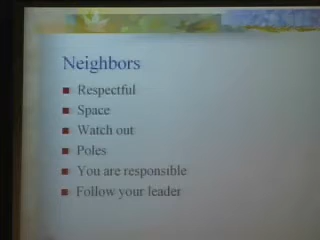 Neighbors
Respectful
Space
Watch out
Poles
You are responsible
Follow your leader